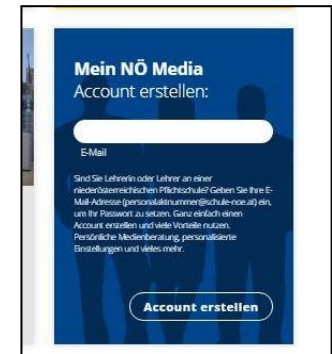 Mein NÖ Media
Account erstellen:
E-Mail
Sind Sie Lehrerin oder Lehrer an einer
niederösterreichischen Pflichtschule? Geben Sie Ihre E-
Mail-Adresse (personalaktnummer@schule-noe.at) ein,
um Ihr Passwort zu setzen. Ganz einfach einen
Account erstellen und viele Vorteile nutzen.
Persönliche Medienberatung, personalisierte
Einstellungen und vieles mehr.
Account erstellen